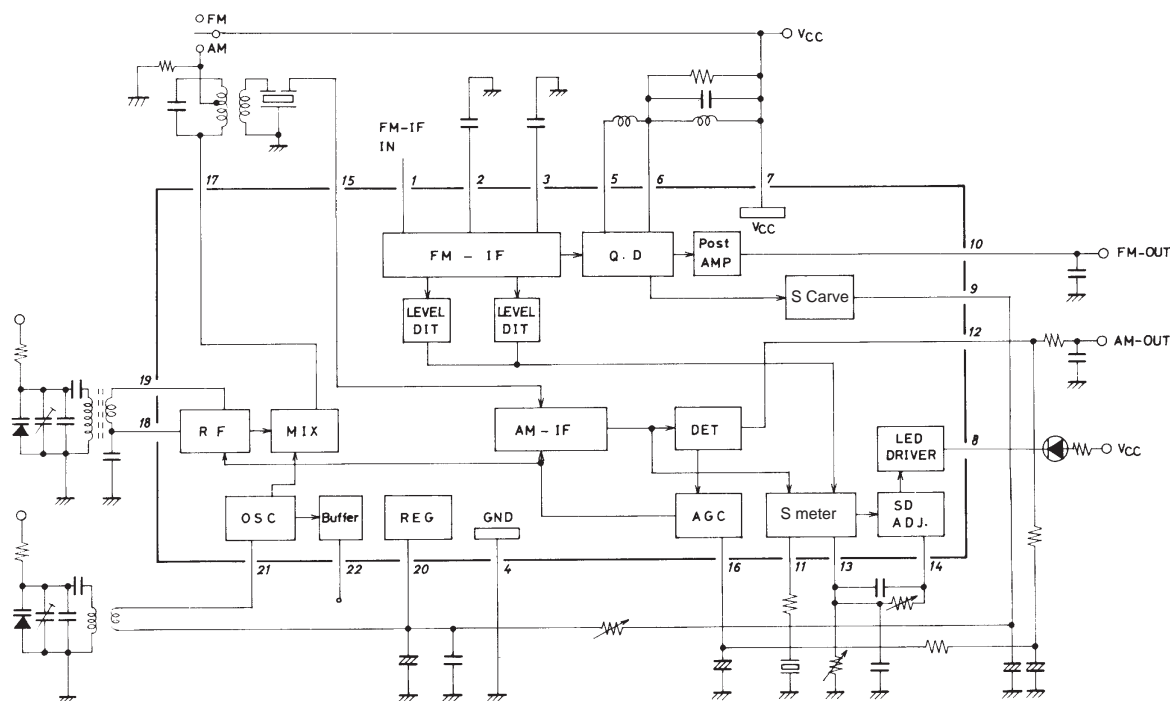 FM
AM
VCC
FM-IF
IN
17
15
1
2
3
5
6
7
VCC
FM - IF
Q.D
Post
AMP
10
FM-OUT
S Carve
9
LEVEL
DIT
LEVEL
DIT
12
AM-OUT
19
18
RF
MIX
AM-IF
DET
LED
DRIVER
8
VCC
OSC
Buffer
REG
GND
AGC
S meter
SD
ADJ.
21
22
20
4
16
11
13
14